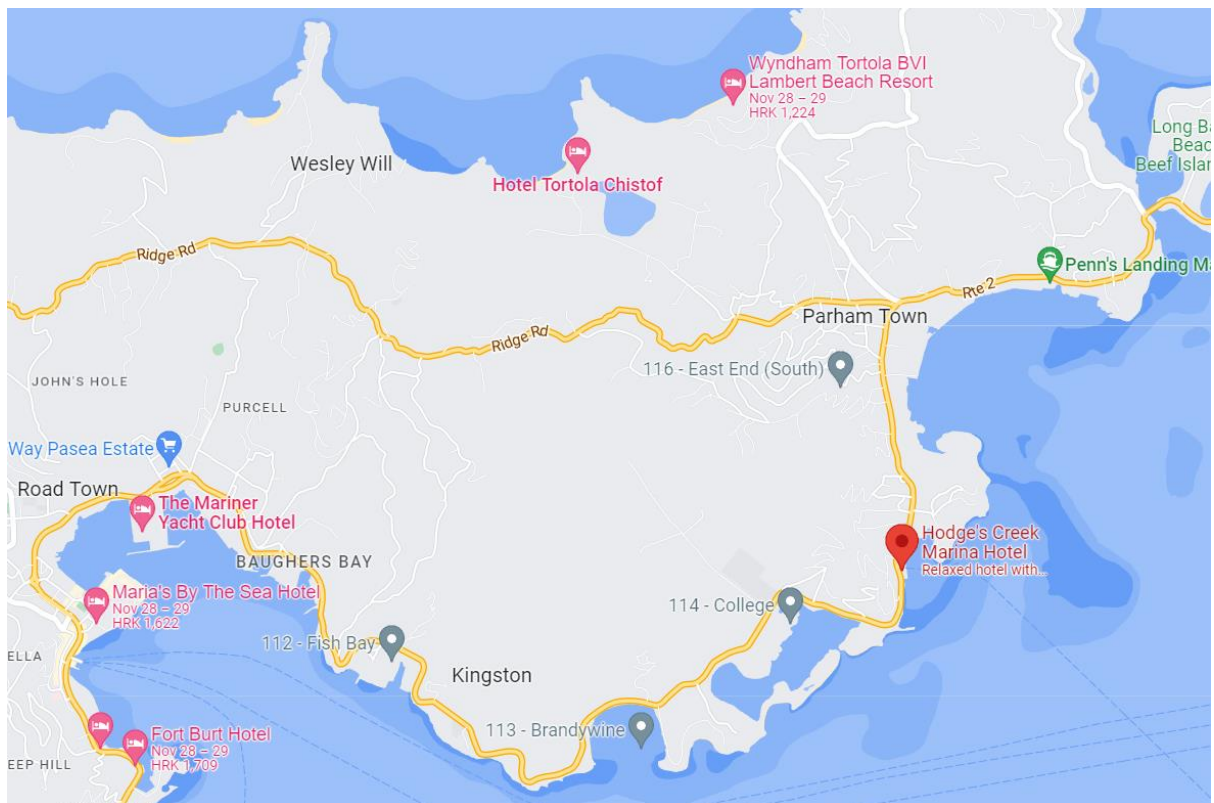 Wyndham Tortola BVI
Lambert Beach Resort
Nov 28 – 29
HRK 1,224
Long Ba
Beac
Beef Islan
Wesley Will
Hotel Tortola Chistof
Ridge Rd
Penn's Landing Ma
Rte 2
Parham Town
Ridge Rd
116 - East End (South)
JOHN'S HOLE
PURCELL
Way Pasea Estate
Road Town
The Mariner
Yacht Club Hotel
Hodge's Creek
Marina Hotel
Relaxed hotel with...
BAUGHERS BAY
Maria's By The Sea Hotel
Nov 28 – 29
HRK 1,622
114 - College
112 - Fish Bay
ELLA
Kingston
113 - Brandywine
Fort Burt Hotel
Nov 28 – 29
HRK 1,709
EEP HILL